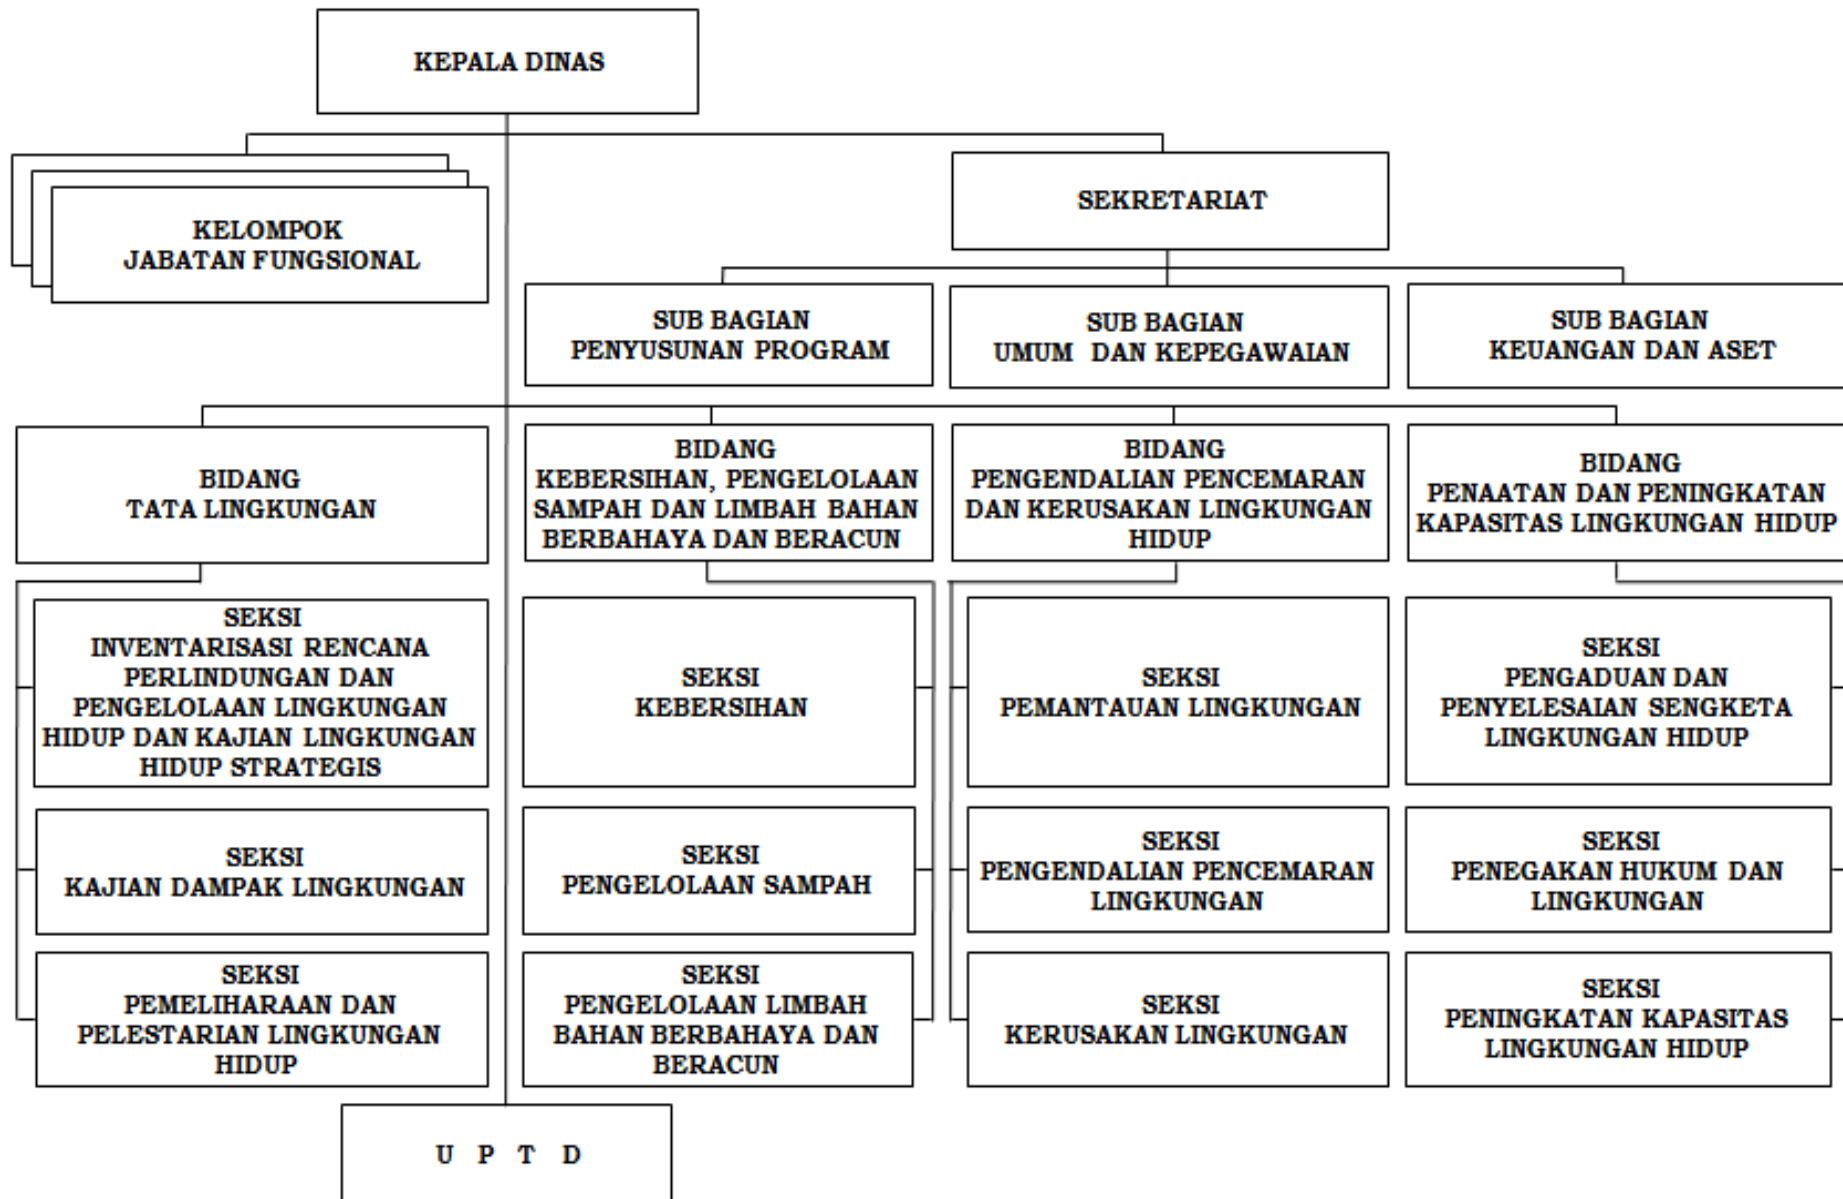 KEPALA DINAS
KELOMPOK
JABATAN FUNGSIONAL
SEKRETARIAT
SUB BAGIAN
PENYUSUNAN PROGRAM
SUB BAGIAN
UMUM DAN KEPEGAWAIAN
SUB BAGIAN
KEUANGAN DAN ASET
BIDANG
TATA LINGKUNGAN
BIDANG
KEBERSIHAN, PENGELOLAAN
SAMPAH DAN LIMBAH BAHAN
BERBAHAYA DAN BERACUN
BIDANG
PENGENDALIAN PENCEMARAN
DAN KERUSAKAN LINGKUNGAN
HIDUP
BIDANG
PENAATAN DAN PENINGKATAN
KAPASITAS LINGKUNGAN HIDUP
SEKSI
INVENTARISASI RENCANA
PERLINDUNGAN DAN
PENGELOLAAN LINGKUNGAN
HIDUP DAN KAJIAN LINGKUNGAN
HIDUP STRATEGIS
SEKSI
KEBERSIHAN
SEKSI
PEMANTAUAN LINGKUNGAN
SEKSI
PENGADUAN DAN
PENYELESAIAN SENGKETA
LINGKUNGAN HIDUP
SEKSI
KAJIAN DAMPAK LINGKUNGAN
SEKSI
PENGELOLAAN SAMPAH
SEKSI
PENGENDALIAN PENCEMARAN
LINGKUNGAN
SEKSI
PENEGAKAN HUKUM DAN
LINGKUNGAN
SEKSI
PEMELIHARAAN DAN
PELESTARIAN LINGKUNGAN
HIDUP
SEKSI
PENGELOLAAN LIMBAH
BAHAN BERBAHAYA DAN
BERACUN
SEKSI
KERUSAKAN LINGKUNGAN
SEKSI
PENINGKATAN KAPASITAS
LINGKUNGAN HIDUP
U P T D